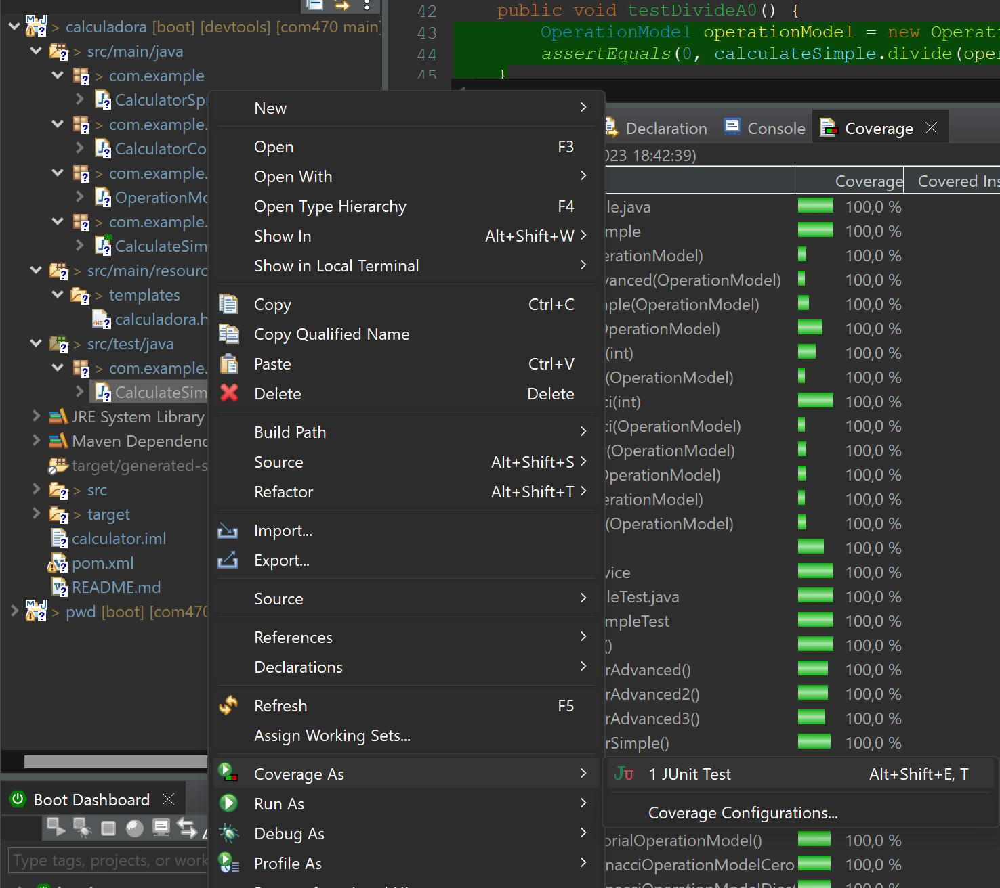 calculadora [boot] [devtools] [com470 main]
src/main/java
com.example
CalculatorSpr
com.example.
CalculatorCo
com.example.
OperationMo
com.example.
CalculateSim
src/main/resourc
templates
calculadora.h
src/test/java
com.example.
CalculateSim
JRE System Library
Maven Dependenc
target/generated-s
src
target
calculator.iml
pom.xml
README.md
pwd [boot] [com470
Boot Dashboard
Type tags, projects, or work
42 public void testDivideA0() {
43 OperationModel operationModel = new Operati
44 assertEquals(0, calculateSimple.divide(oper
45 }
New
Open F3
Open With
Open Type Hierarchy F4
Show In Alt+Shift+W
Show in Local Terminal
Copy Ctrl+C
Copy Qualified Name
Paste Ctrl+V
Delete Delete
Build Path
Source Alt+Shift+S
Refactor Alt+Shift+T
Import...
Export...
Source
References
Declarations
Refresh F5
Assign Working Sets...
Coverage As
Run As
Debug As
Profile As
1 JUnit Test Alt+Shift+E, T
Coverage Configurations...
Declaration Console Coverage
023 18:42:39)
Coverage Covered Ins
le.java 100,0 %
mple 100,0 %
erationModel) 100,0 %
vanced(OperationModel) 100,0 %
nple(OperationModel) 100,0 %
OperationModel) 100,0 %
(int) 100,0 %
(OperationModel) 100,0 %
ci(int) 100,0 %
ci(OperationModel) 100,0 %
r(OperationModel) 100,0 %
OperationModel) 100,0 %
erationModel) 100,0 %
(OperationModel) 100,0 %
100,0 %
vice 100,0 %
leTest.java 100,0 %
mpleTest 100,0 %
() 100,0 %
rAdvanced() 100,0 %
rAdvanced2() 100,0 %
rAdvanced3() 100,0 %
rSimple() 100,0 %
orialOperationModel() 100,0 %
nacciOperationModelCero 100,0 %